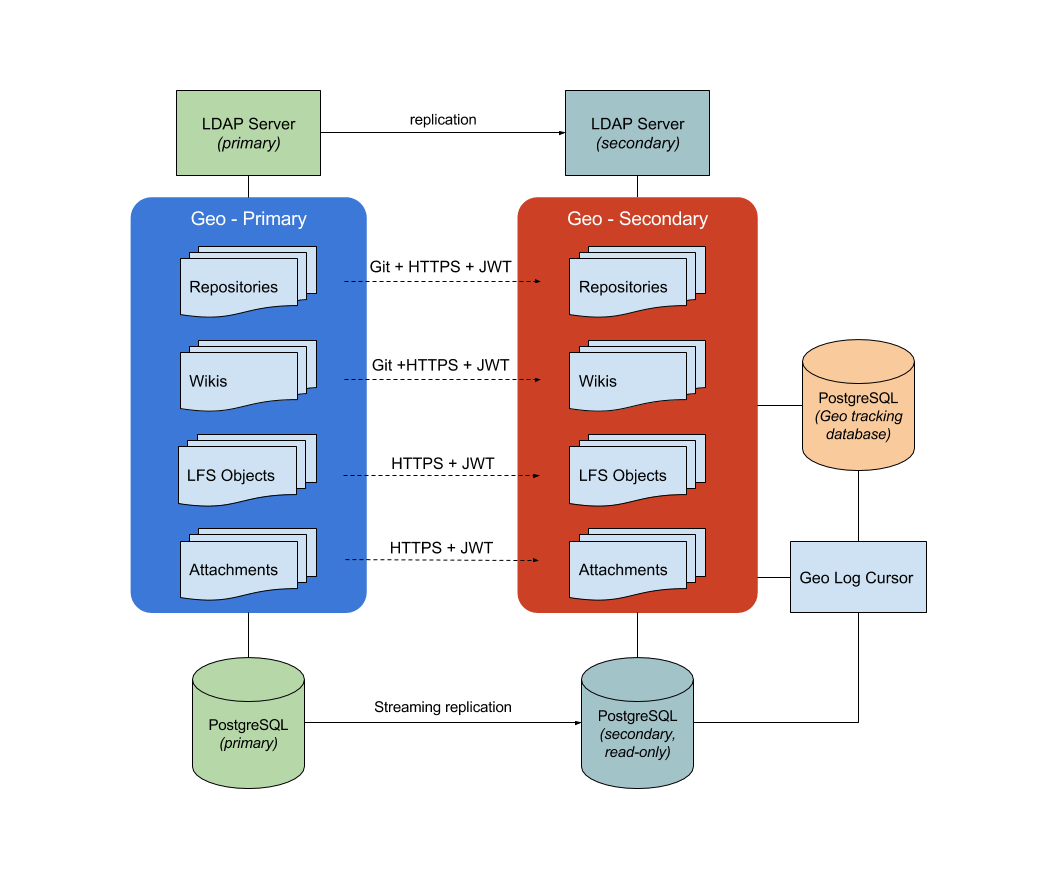 LDAP Server
(primary)
replication
LDAP Server
(secondary)
Geo - Primary
Geo - Secondary
Repositories
Git + HTTPS + JWT
Repositories
Wikis
Git +HTTPS + JWT
Wikis
LFS Objects
HTTPS + JWT
LFS Objects
Attachments
HTTPS + JWT
Attachments
PostgreSQL
(Geo tracking
database)
Geo Log Cursor
PostgreSQL
(primary)
Streaming replication
PostgreSQL
(secondary,
read-only)